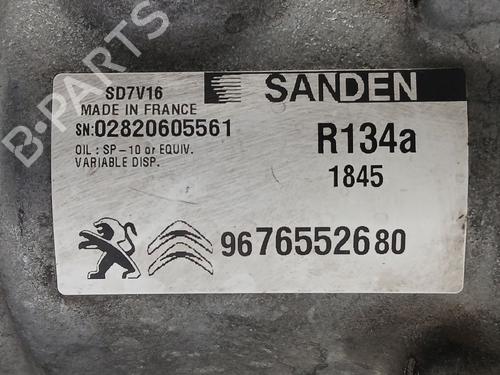 B-PARTS
SD7V16
MADE IN FRANCE
SN:02820605561
OIL : SP-10 or EQUIV.
VARIABLE DISP.
SANDEN
R134a
1845
9676552680